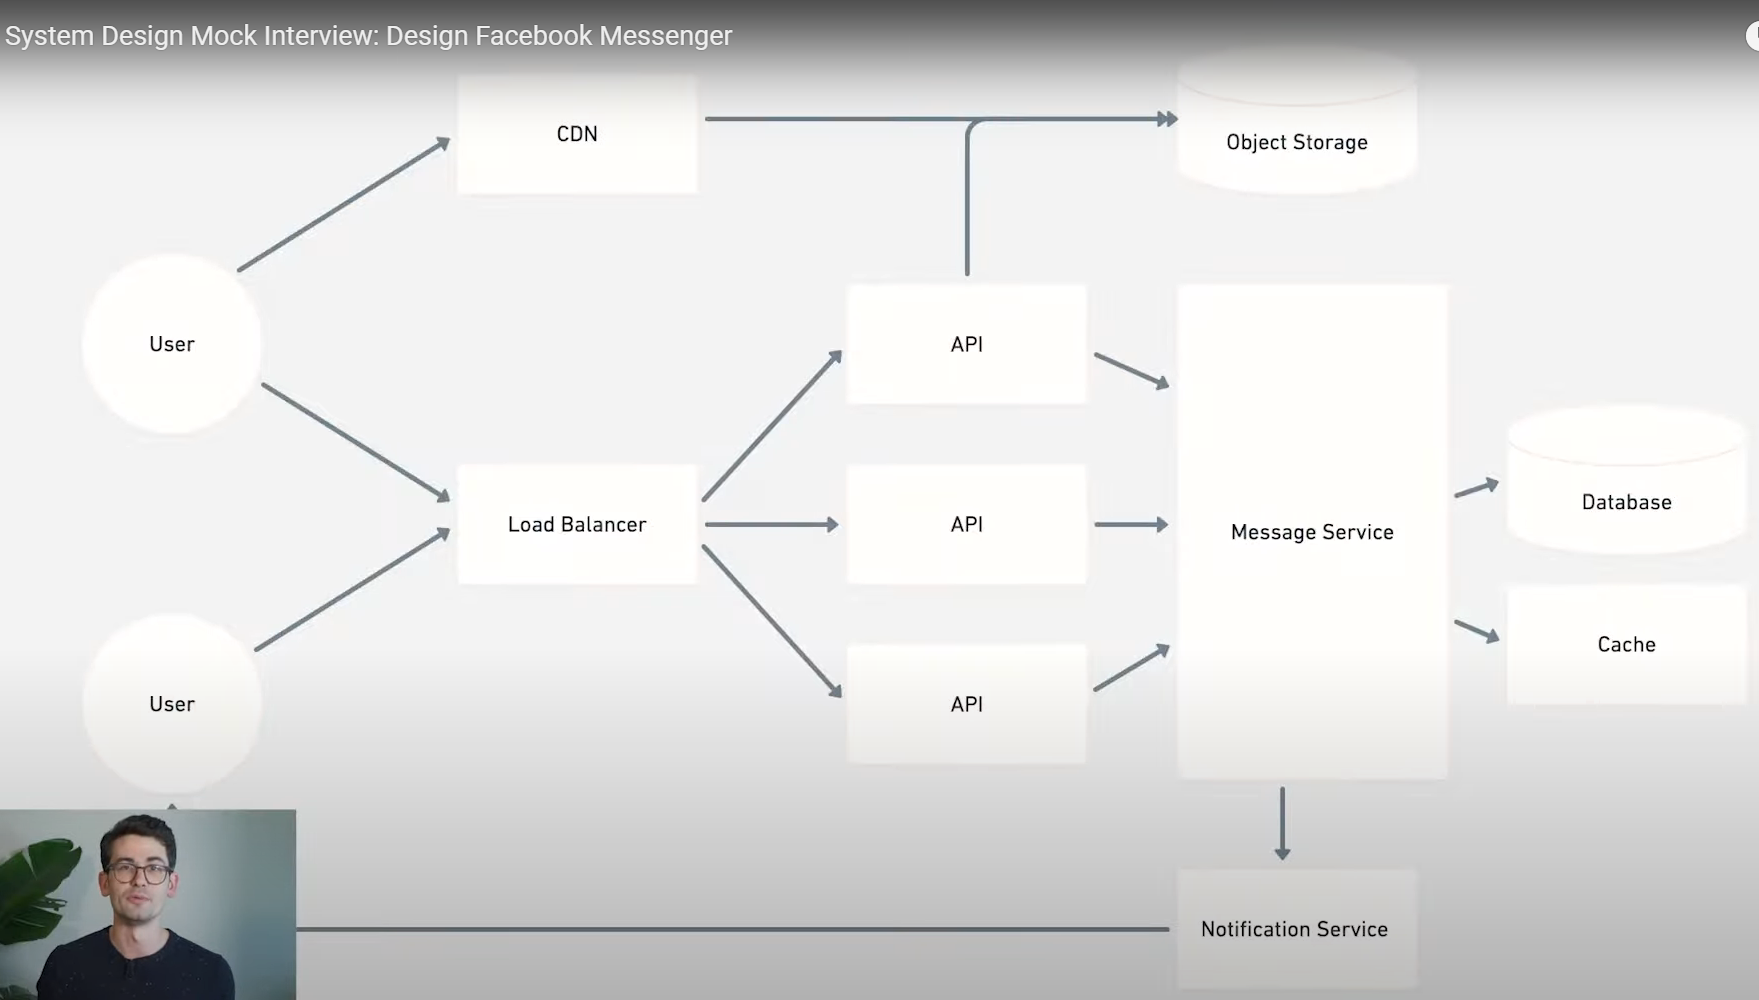 System Design Mock Interview: Design Facebook Messenger
CDN
Object Storage
User
API
Load Balancer
API
Message Service
Database
Cache
User
API
Notification Service